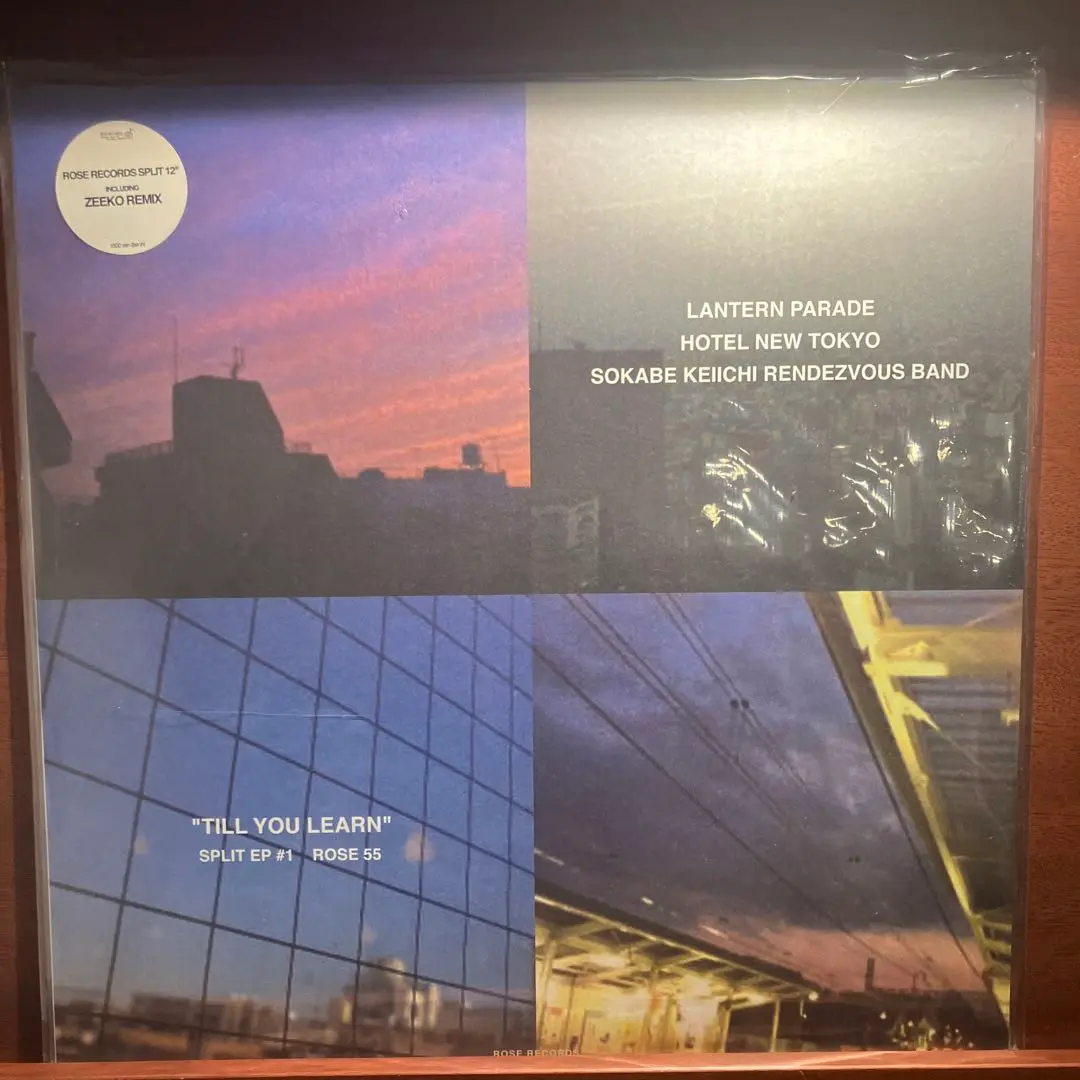 ROSE RECORDS SPLIT 12"
INCLUDING
ZEEKO REMIX
LANTERN PARADE
HOTEL NEW TOKYO
SOKABE KEIICHI RENDEZVOUS BAND
"TILL YOU LEARN"
SPLIT EP #1 ROSE 55
ROSE RECORDS